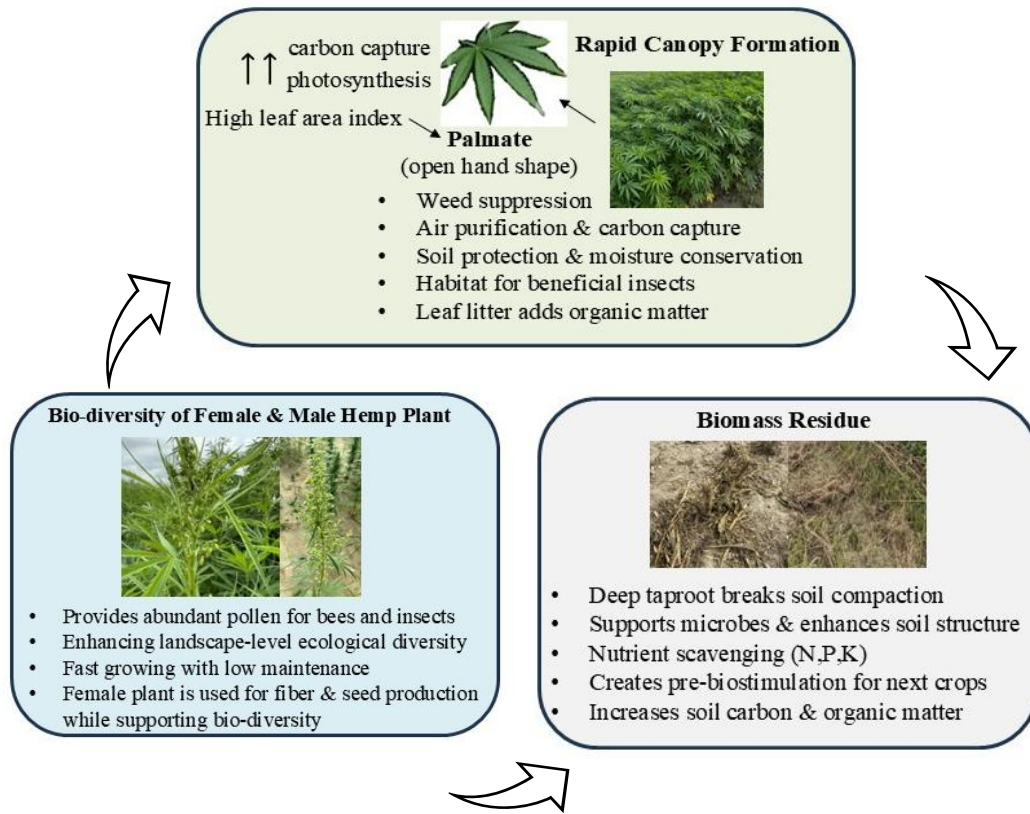 ↑↑ carbon capture
photosynthesis
High leaf area index
Palmate
(open hand shape)
Rapid Canopy Formation
• Weed suppression
• Air purification & carbon capture
• Soil protection & moisture conservation
• Habitat for beneficial insects
• Leaf litter adds organic matter
Bio-diversity of Female & Male Hemp Plant
• Provides abundant pollen for bees and insects
• Enhancing landscape-level ecological diversity
• Fast growing with low maintenance
• Female plant is used for fiber & seed production
while supporting bio-diversity
Biomass Residue
• Deep taproot breaks soil compaction
• Supports microbes & enhances soil structure
• Nutrient scavenging (N,P,K)
• Creates pre-biostimulation for next crops
• Increases soil carbon & organic matter